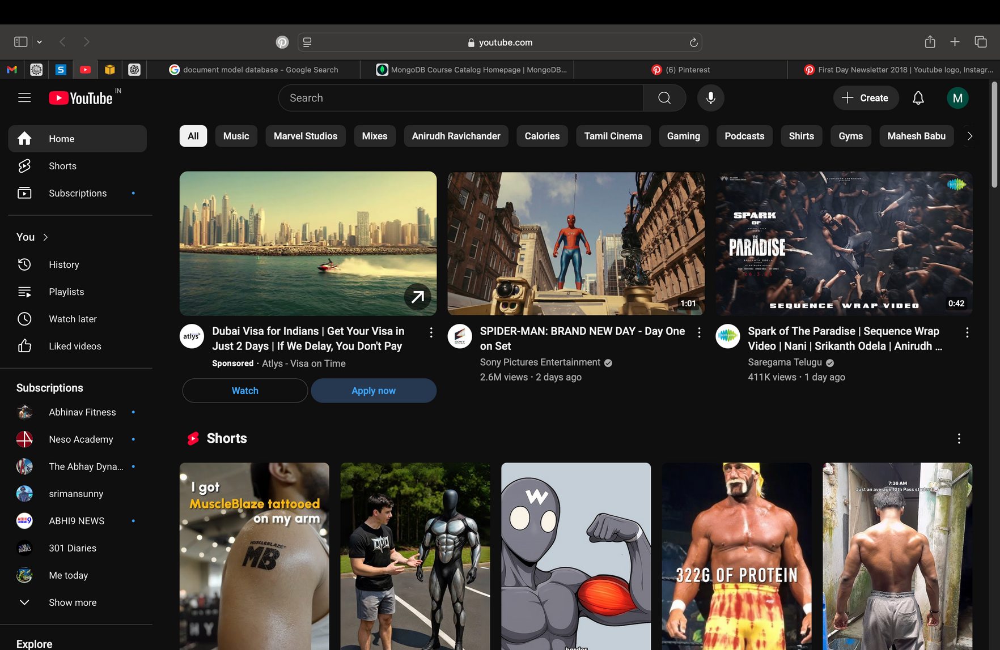 youtube.com
document model database - Google Search
MongoDB Course Catalog Homepage | MongoDB...
(6) Pinterest
First Day Newsletter 2018 | Youtube logo, Instagr...
YouTube IN
Search
Create
M
Home
Shorts
Subscriptions
You
History
Playlists
Watch later
Liked videos
Subscriptions
Abhinav Fitness
Neso Academy
The Abhay Dyna...
srimansunny
ABHI9 NEWS
301 Diaries
Me today
Show more
Explore
All
Music
Marvel Studios
Mixes
Anirudh Ravichander
Calories
Tamil Cinema
Gaming
Podcasts
Shirts
Gyms
Mahesh Babu
1:01
SPARK
OF
THE
PARADISE
26.3.26
SEQUENCE WRAP VIDEO
0:42
atlys
Dubai Visa for Indians | Get Your Visa in
Just 2 Days | If We Delay, You Don't Pay
Sponsored · Atlys - Visa on Time
Watch
Apply now
SONY
SPIDER-MAN: BRAND NEW DAY - Day One
on Set
Sony Pictures Entertainment
2.6M views · 2 days ago
Spark of The Paradise | Sequence Wrap
Video | Nani | Srikanth Odela | Anirudh ...
Saregama Telugu
411K views · 1 day ago
Shorts
I got
MuscleBlaze tattooed
on my arm
MUSCLEBLAZE
MB
W
harder
322G OF PROTEIN
7:36 AM
Just an average 12th Pass student